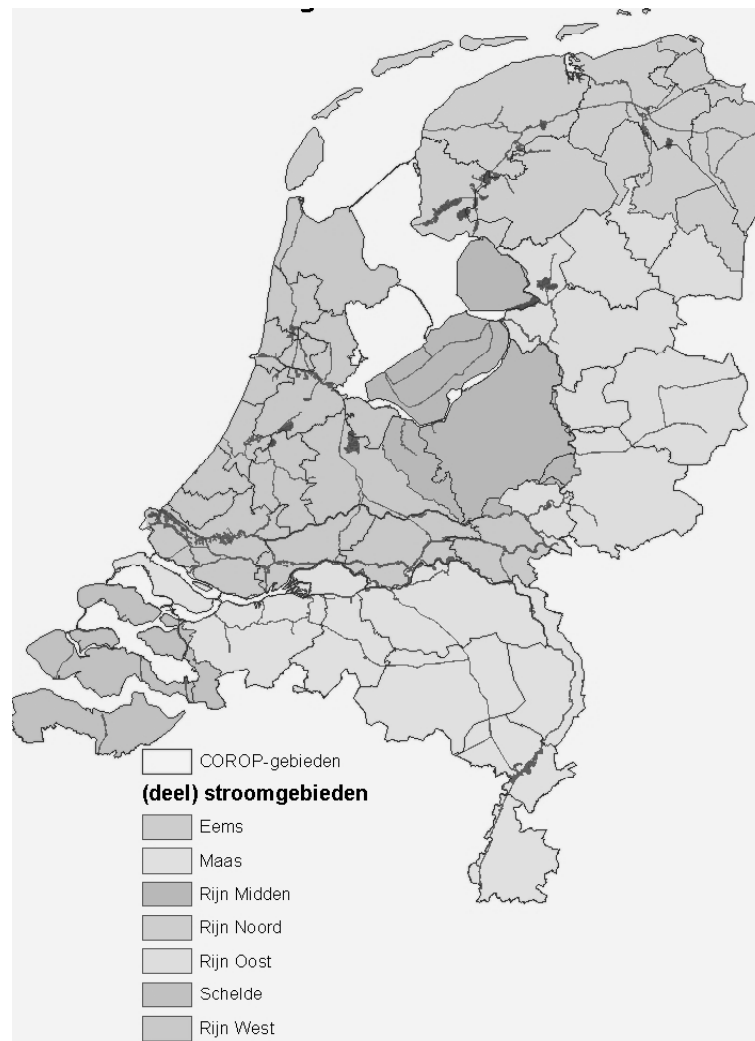 COROP-gebieden
(deel) stroomgebieden
Eems
Maas
Rijn Midden
Rijn Noord
Rijn Oost
Schelde
Rijn West